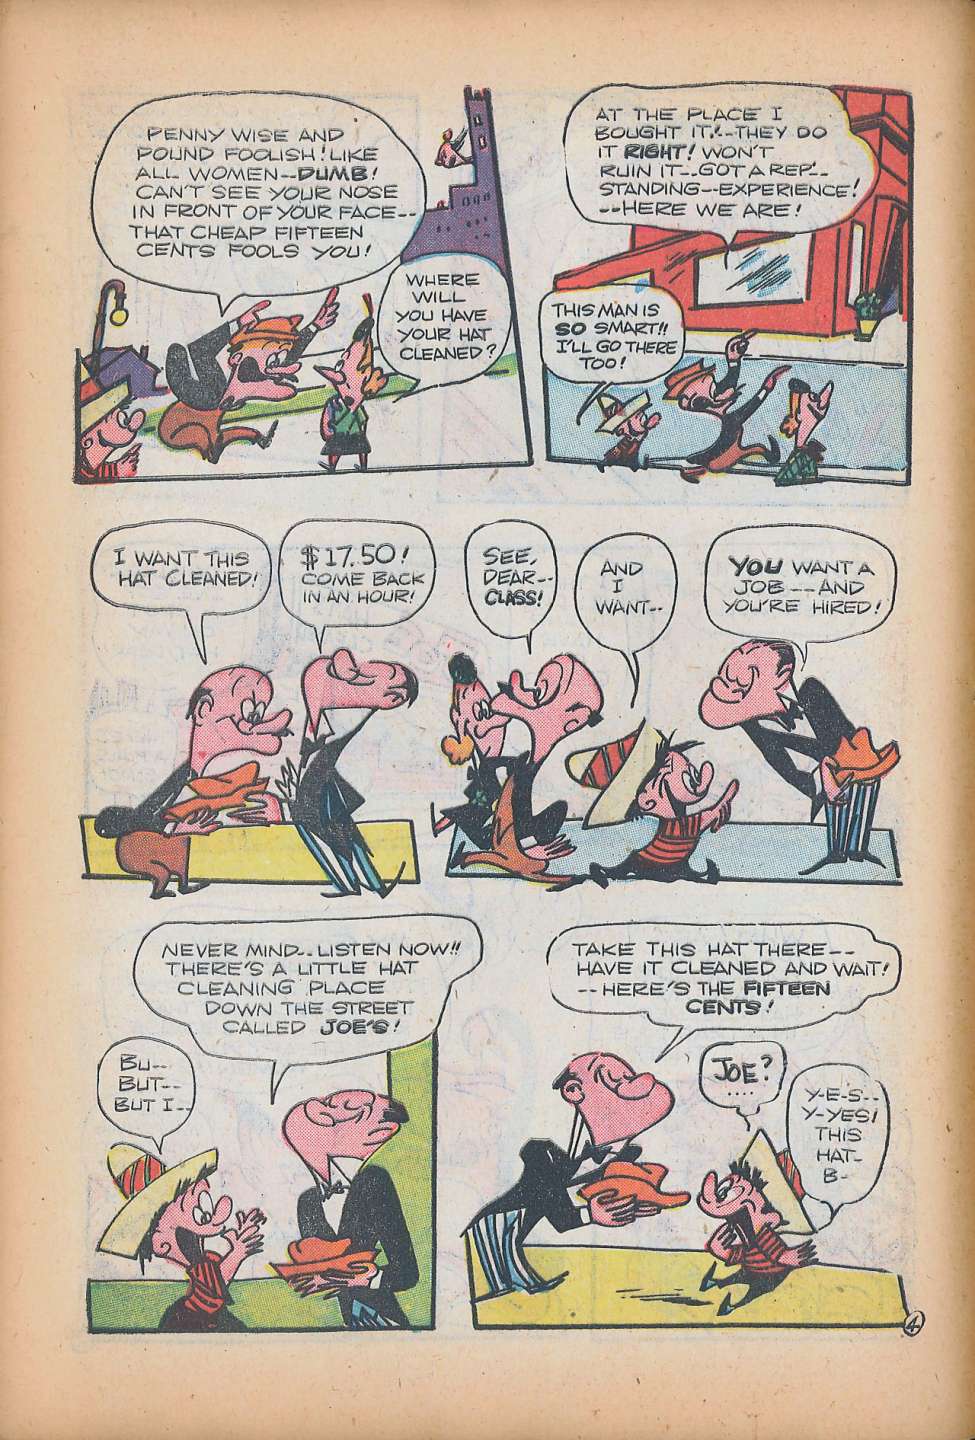 PENNY WISE AND
POUND FOOLISH! LIKE
ALL WOMEN--DUMB!
CAN'T SEE YOUR NOSE
IN FRONT OF YOUR FACE--
THAT CHEAP FIFTEEN
CENTS FOOLS YOU!
WHERE
WILL
YOU HAVE
YOUR HAT
CLEANED?
AT THE PLACE I
BOUGHT IT!--THEY DO
IT RIGHT! WON'T
RUIN IT--GOT A REP'--
STANDING--EXPERIENCE!
--HERE WE ARE!
THIS MAN IS
SO SMART!!
I'LL GO THERE
TOO!
I WANT THIS
HAT CLEANED!
$17.50!
COME BACK
IN AN HOUR!
SEE,
DEAR--
CLASS!
AND
I
WANT--
YOU WANT A
JOB--AND
YOU'RE HIRED!
NEVER MIND--LISTEN NOW!!
THERE'S A LITTLE HAT
CLEANING PLACE
DOWN THE STREET
CALLED JOE'S!
BU--
BUT--
BUT I--
TAKE THIS HAT THERE--
HAVE IT CLEANED AND WAIT!
--HERE'S THE FIFTEEN
CENTS!
JOE?
....
Y-E-S--
Y-YES!
THIS
HAT-
B-
4